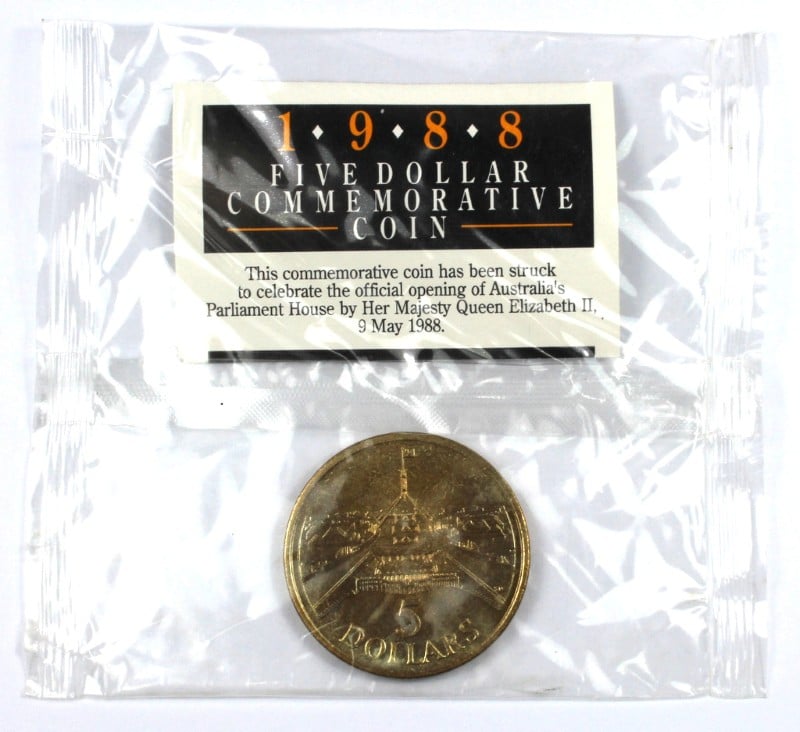 1 ♦ 9 ♦ 8 ♦ 8
FIVE DOLLAR
COMMEMORATIVE
COIN
This commemorative coin has been struck
to celebrate the official opening of Australia's
Parliament House by Her Majesty Queen Elizabeth II,
9 May 1988.
5
DOLLARS